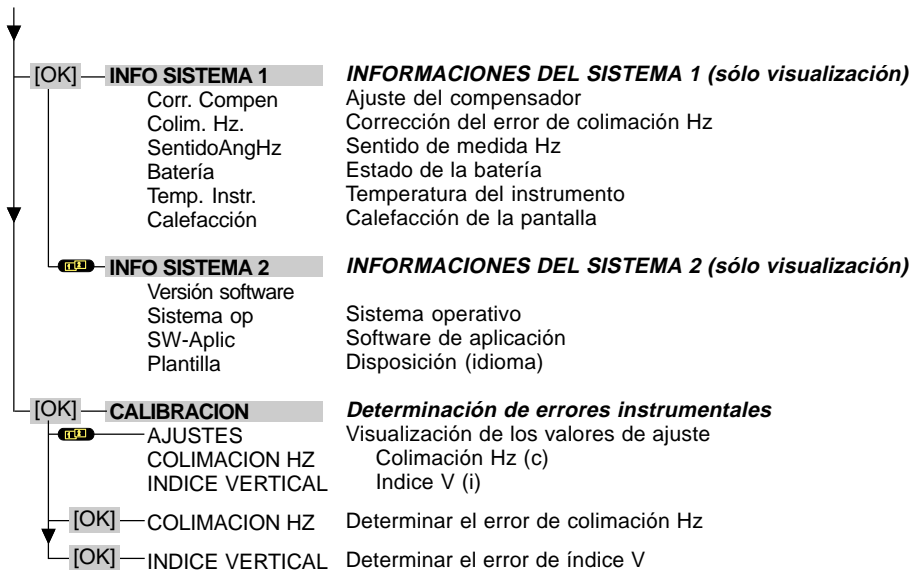 [OK] INFO SISTEMA 1 INFORMACIONES DEL SISTEMA 1 (sólo visualización)
Corr. Compen Ajuste del compensador
Colim. Hz. Corrección del error de colimación Hz
SentidoAngHz Sentido de medida Hz
Batería Estado de la batería
Temp. Instr. Temperatura del instrumento
Calefacción Calefacción de la pantalla
INFO SISTEMA 2 INFORMACIONES DEL SISTEMA 2 (sólo visualización)
Versión software
Sistema op Sistema operativo
SW-Aplic Software de aplicación
Plantilla Disposición (idioma)
[OK] CALIBRACION Determinación de errores instrumentales
AJUSTES Visualización de los valores de ajuste
COLIMACION HZ Colimación Hz (c)
INDICE VERTICAL Indice V (i)
[OK] COLIMACION HZ Determinar el error de colimación Hz
[OK] INDICE VERTICAL Determinar el error de índice V